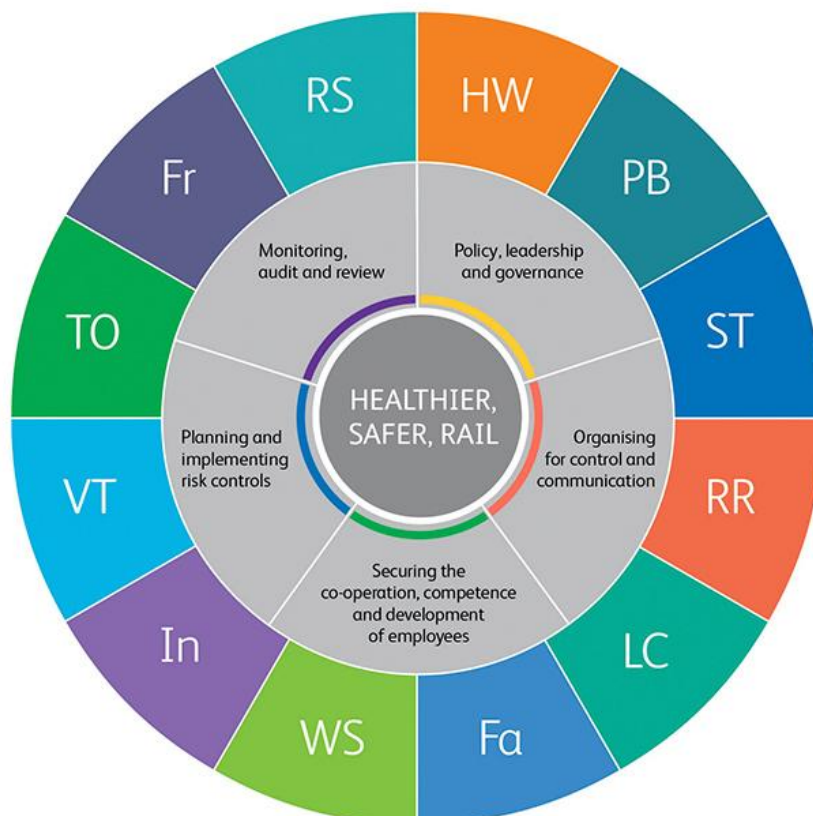 RS
HW
Fr
PB
Monitoring,
audit and review
Policy, leadership
and governance
TO
ST
HEALTHIER,
SAFER, RAIL
Planning and
implementing
risk controls
Organising
for control and
communication
VT
RR
Securing the
co-operation, competence
and development
of employees
In
LC
WS
Fa